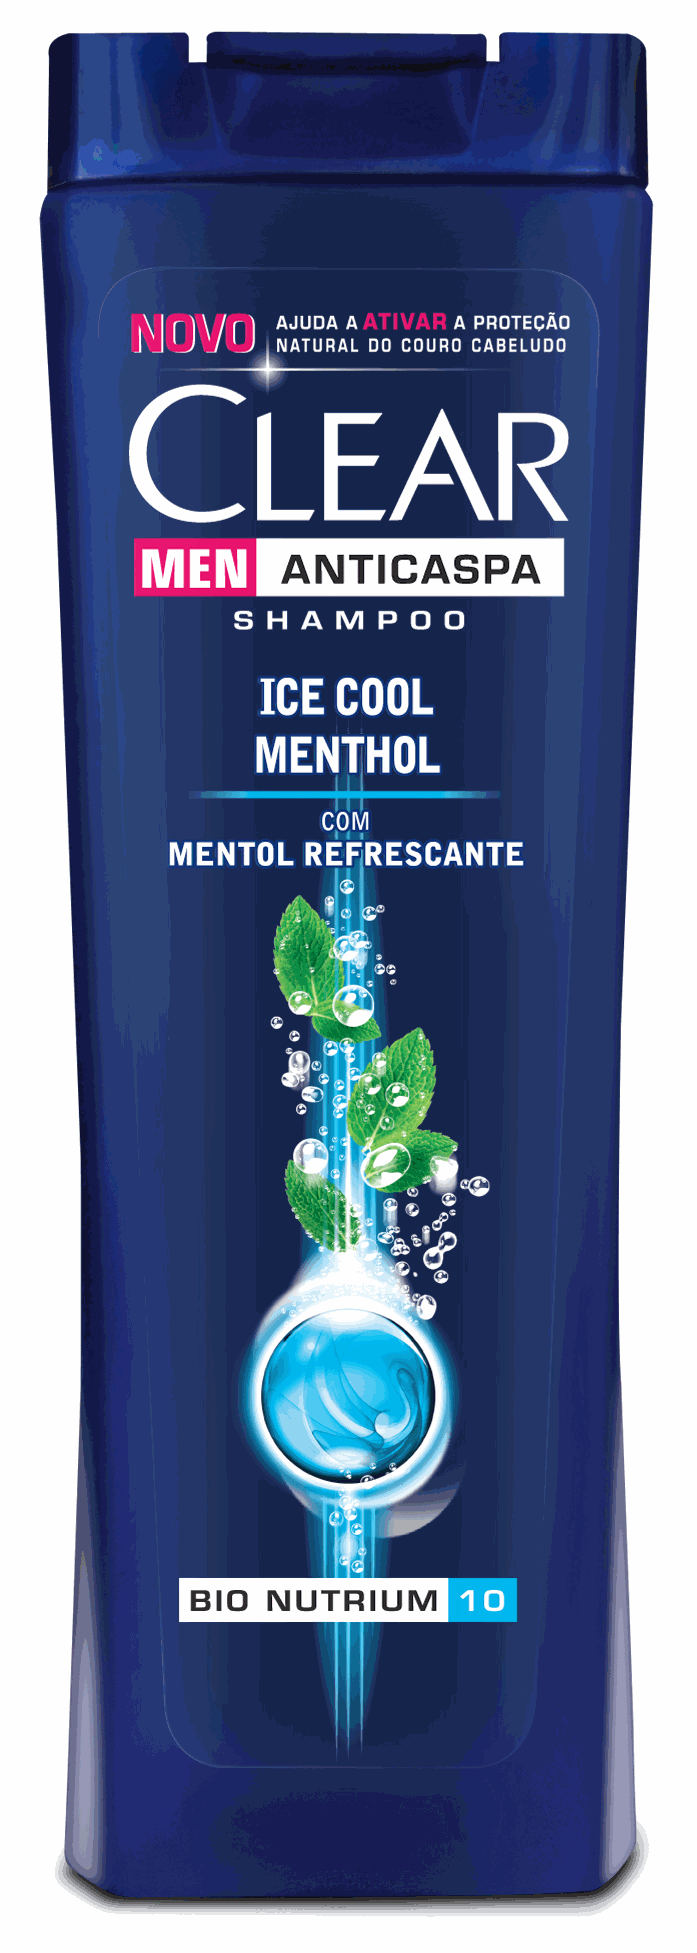 NOVO
AJUDA A ATIVAR A PROTEÇÃO
NATURAL DO COURO CABELUDO
CLEAR
MEN ANTICASPA
SHAMPOO
ICE COOL
MENTHOL
COM
MENTOL REFRESCANTE
BIO NUTRIUM 10